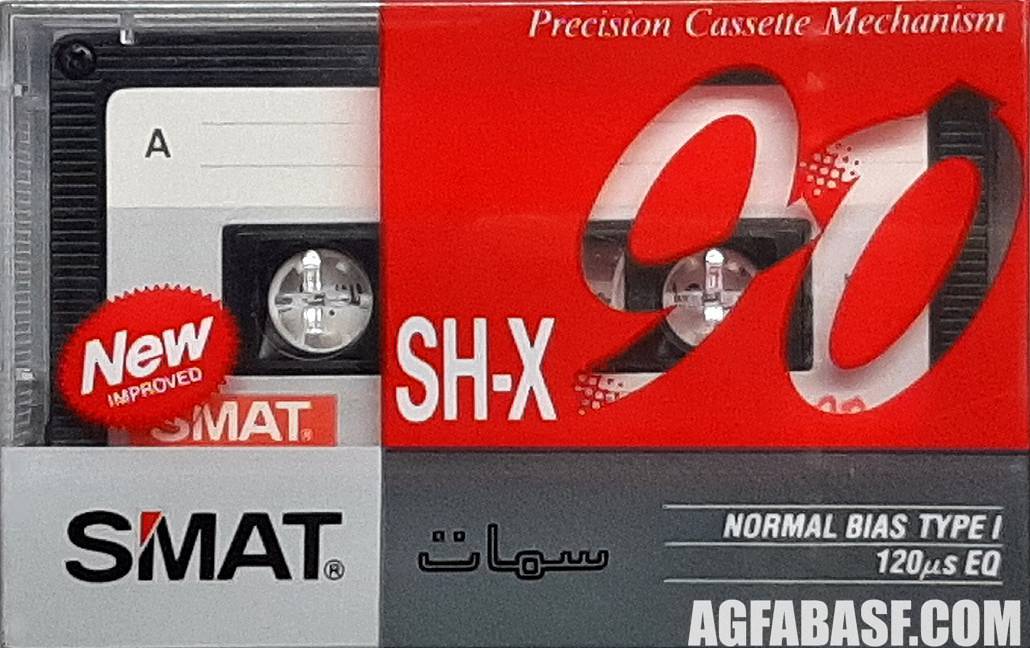 Precision Cassette Mechanism
A
90
New
IMPROVED
SH-X
SMAT®
SMAT®
سمات
NORMAL BIAS TYPE I
120µs EQ
AGFABASF.COM